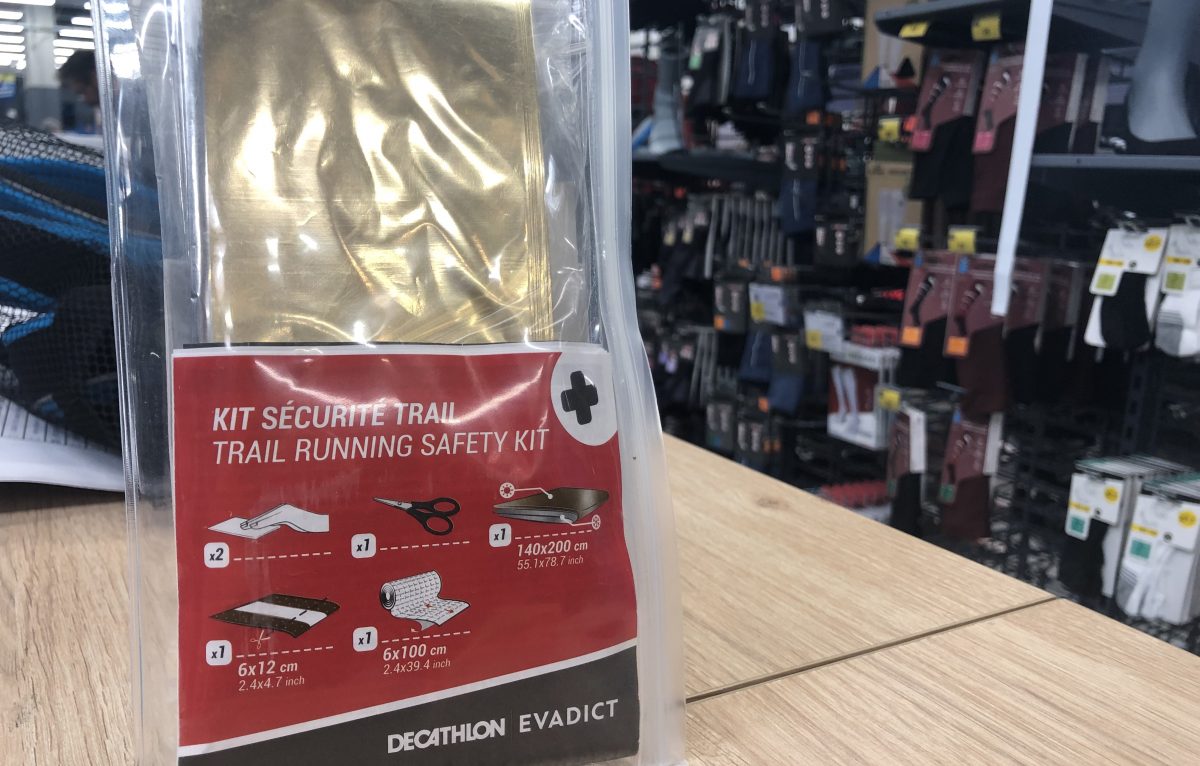 KIT SÉCURITÉ TRAIL
TRAIL RUNNING SAFETY KIT
x2
x1
x1
140x200 cm
55.1x78.7 inch
x1
6x12 cm
2.4x4.7 inch
x1
6x100 cm
2.4x39.4 inch
DECATHLON EVADICT